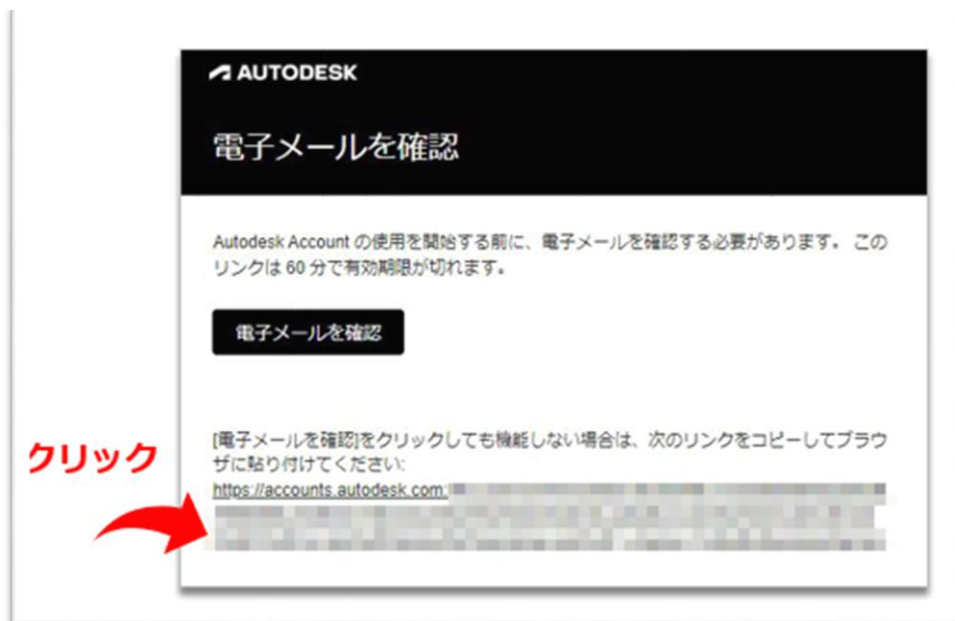 AUTODESK
電子メールを確認
Autodesk Account の使用を開始する前に、電子メールを確認する必要があります。 この
リンクは 60 分で有効期限が切れます。
電子メールを確認
[電子メールを確認]をクリックしても機能しない場合は、次のリンクをコピーしてブラウ
ザに貼り付けてください:
クリック
https://accounts.autodesk.com: